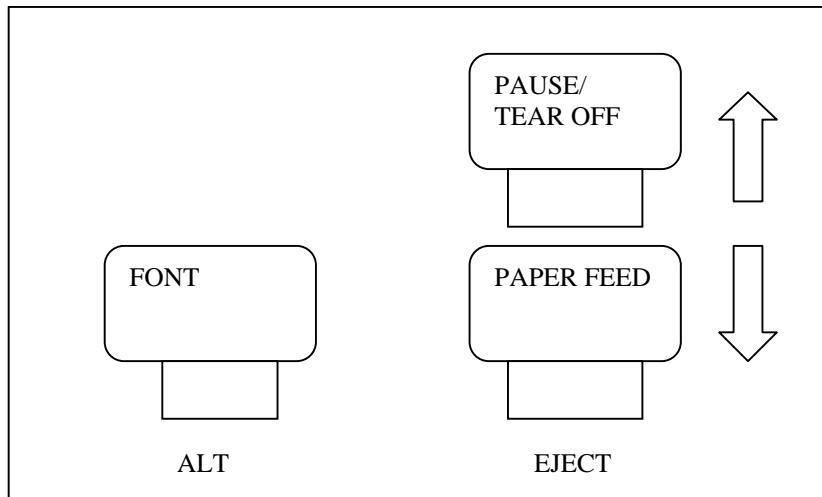 PAUSE/
TEAR OFF
FONT
PAPER FEED
ALT
EJECT